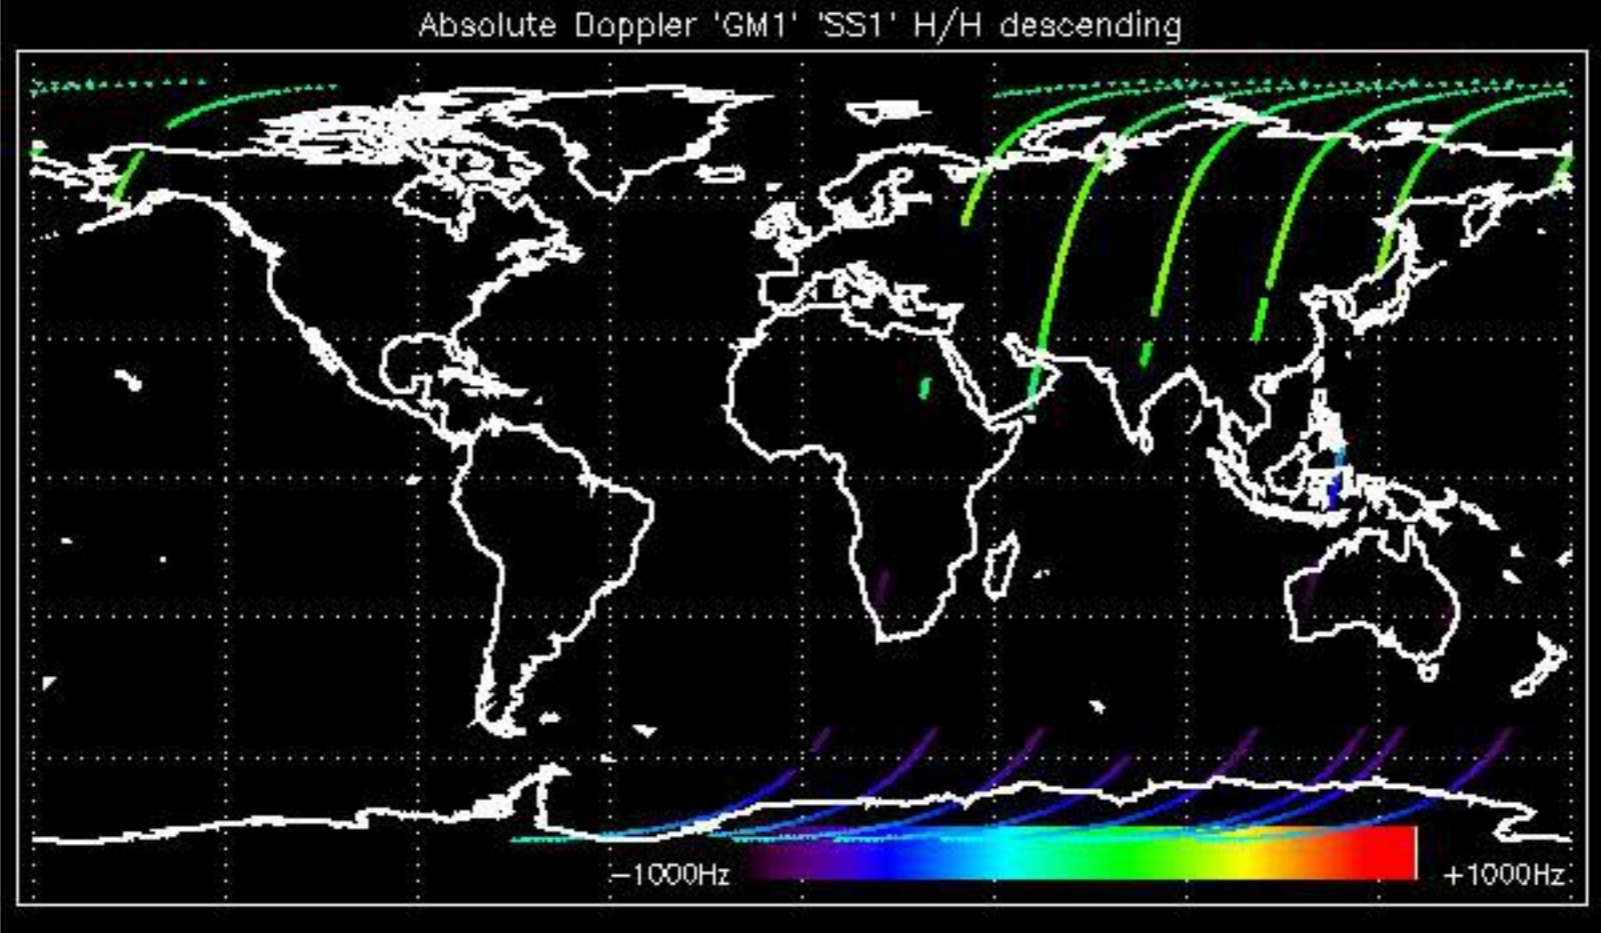 Absolute Doppler 'GM1' 'SS1' H/H descending
−1000Hz +1000Hz